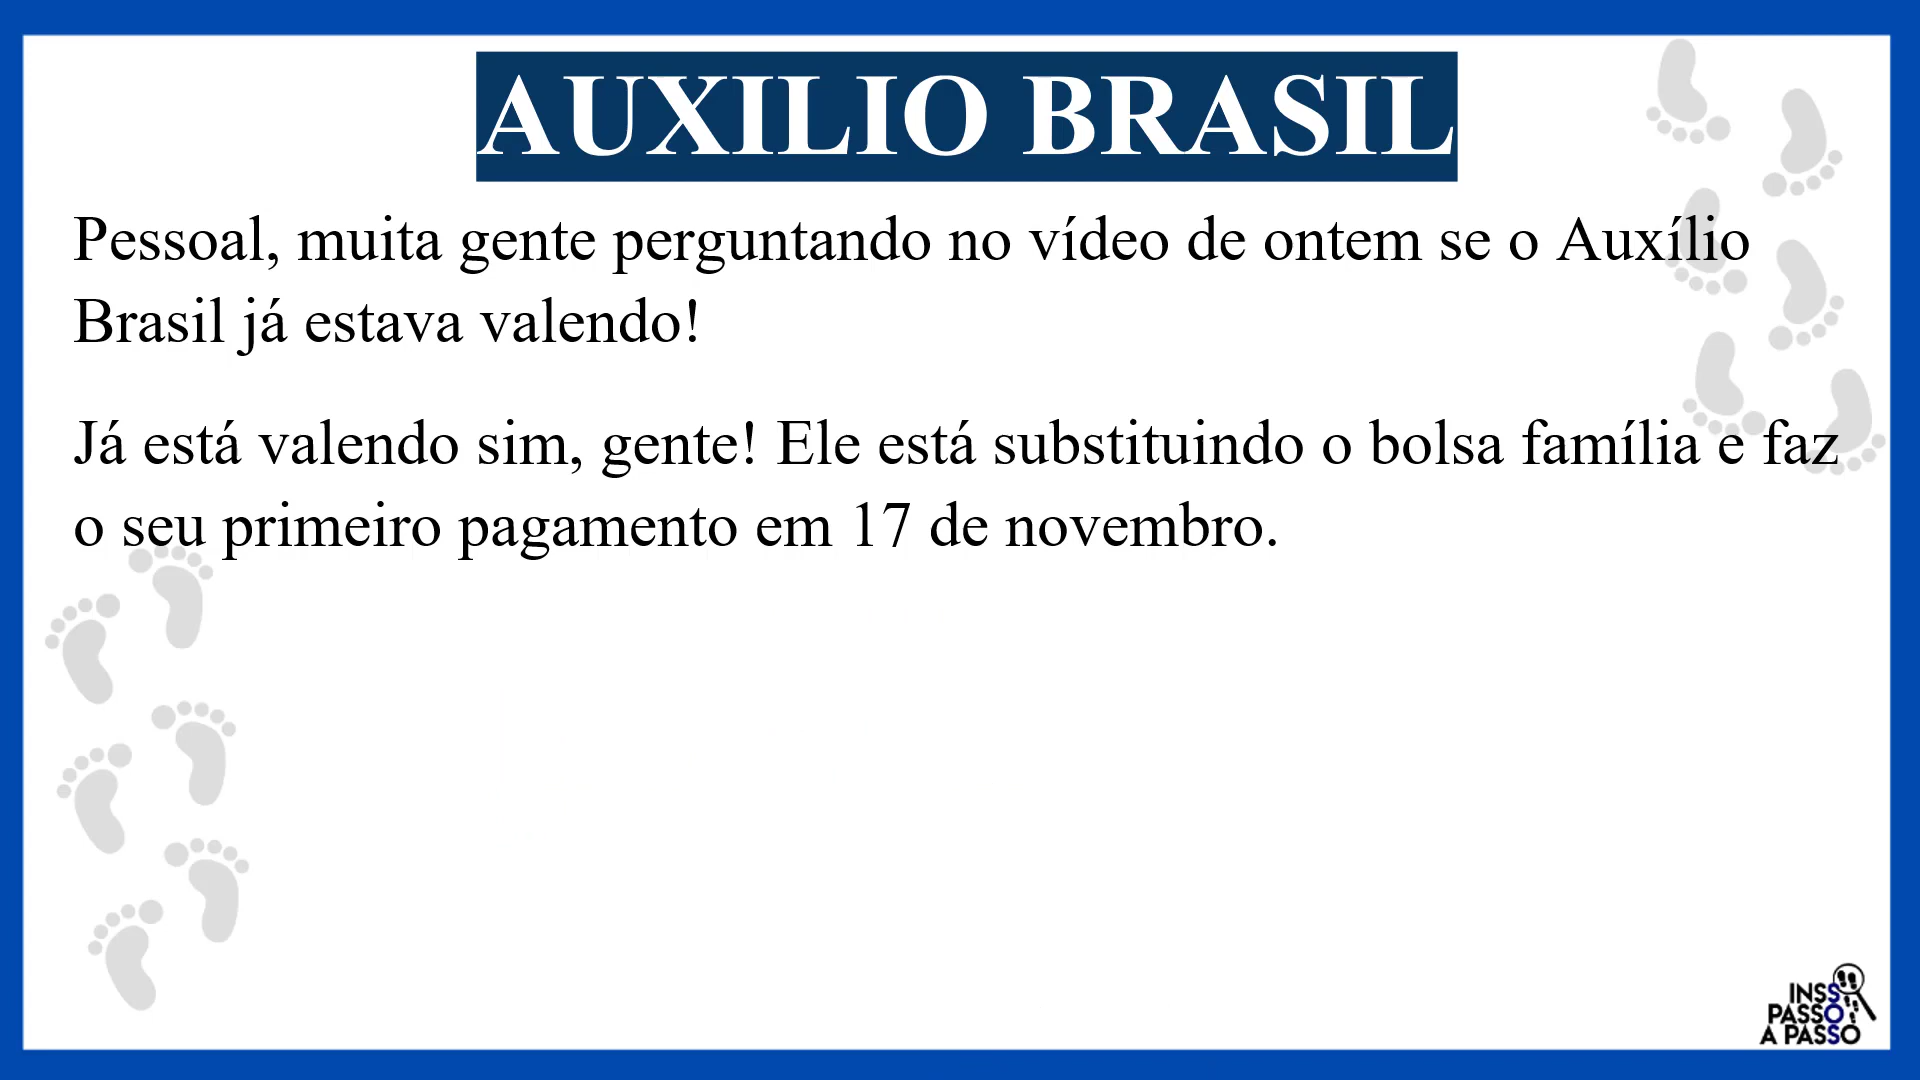 AUXILIO BRASIL
Pessoal, muita gente perguntando no vídeo de ontem se o Auxílio
Brasil já estava valendo!
Já está valendo sim, gente! Ele está substituindo o bolsa família e faz
o seu primeiro pagamento em 17 de novembro.
INSS
PASSO
A PASSO